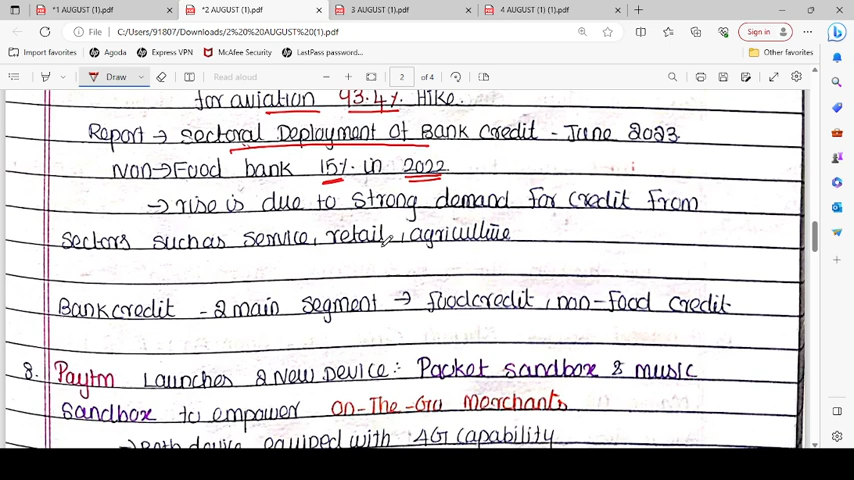 *1 AUGUST (1).pdf
*2 AUGUST (1).pdf
3 AUGUST (1).pdf
4 AUGUST (1).pdf
File C:/Users/91807/Downloads/2%20%20AUGUST%20(1).pdf
Sign in
Import favorites
Agoda
Express VPN
McAfee Security
LastPass password...
Other favorites
Draw
Read aloud
2 of 4
for aviation 93.4% Hike.
Report → sectoral Deployment of Bank Credit - June 2023
Non→Food bank 15% in 2022
→ rise is due to strong demand for credit from
sectors such as service, retail, agriculture
Bank credit - 2 main segment → food credit, non-food credit
8. Paytm Launches 2 New Device: Pocket sandbox & music
sandbox to empower on-The-Go merchants
→ Both device equiped with 4G capability